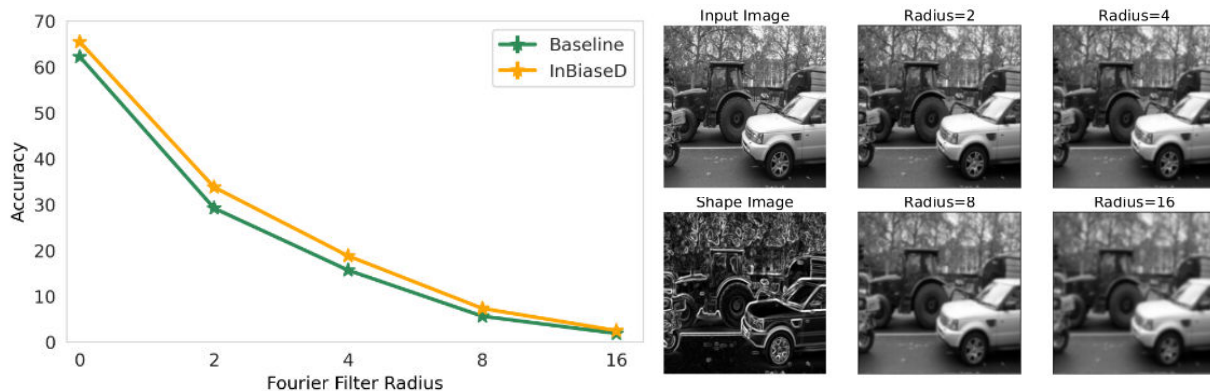 70
60
50
40
30
20
10
0
Accuracy
0 2 4 8 16
Fourier Filter Radius
Baseline
InBiaseD
Input Image
Radius=2
Radius=4
Shape Image
Radius=8
Radius=16